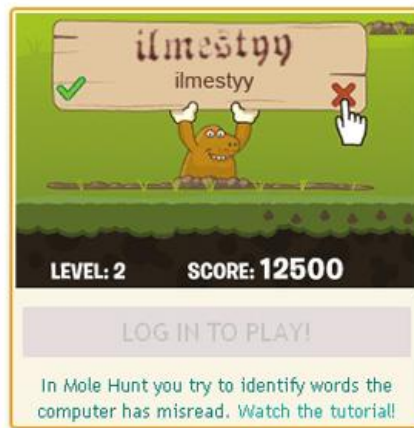 ilmestyy
ilmestyy
LEVEL: 2 SCORE: 12500
LOG IN TO PLAY!
In Mole Hunt you try to identify words the
computer has misread. Watch the tutorial!